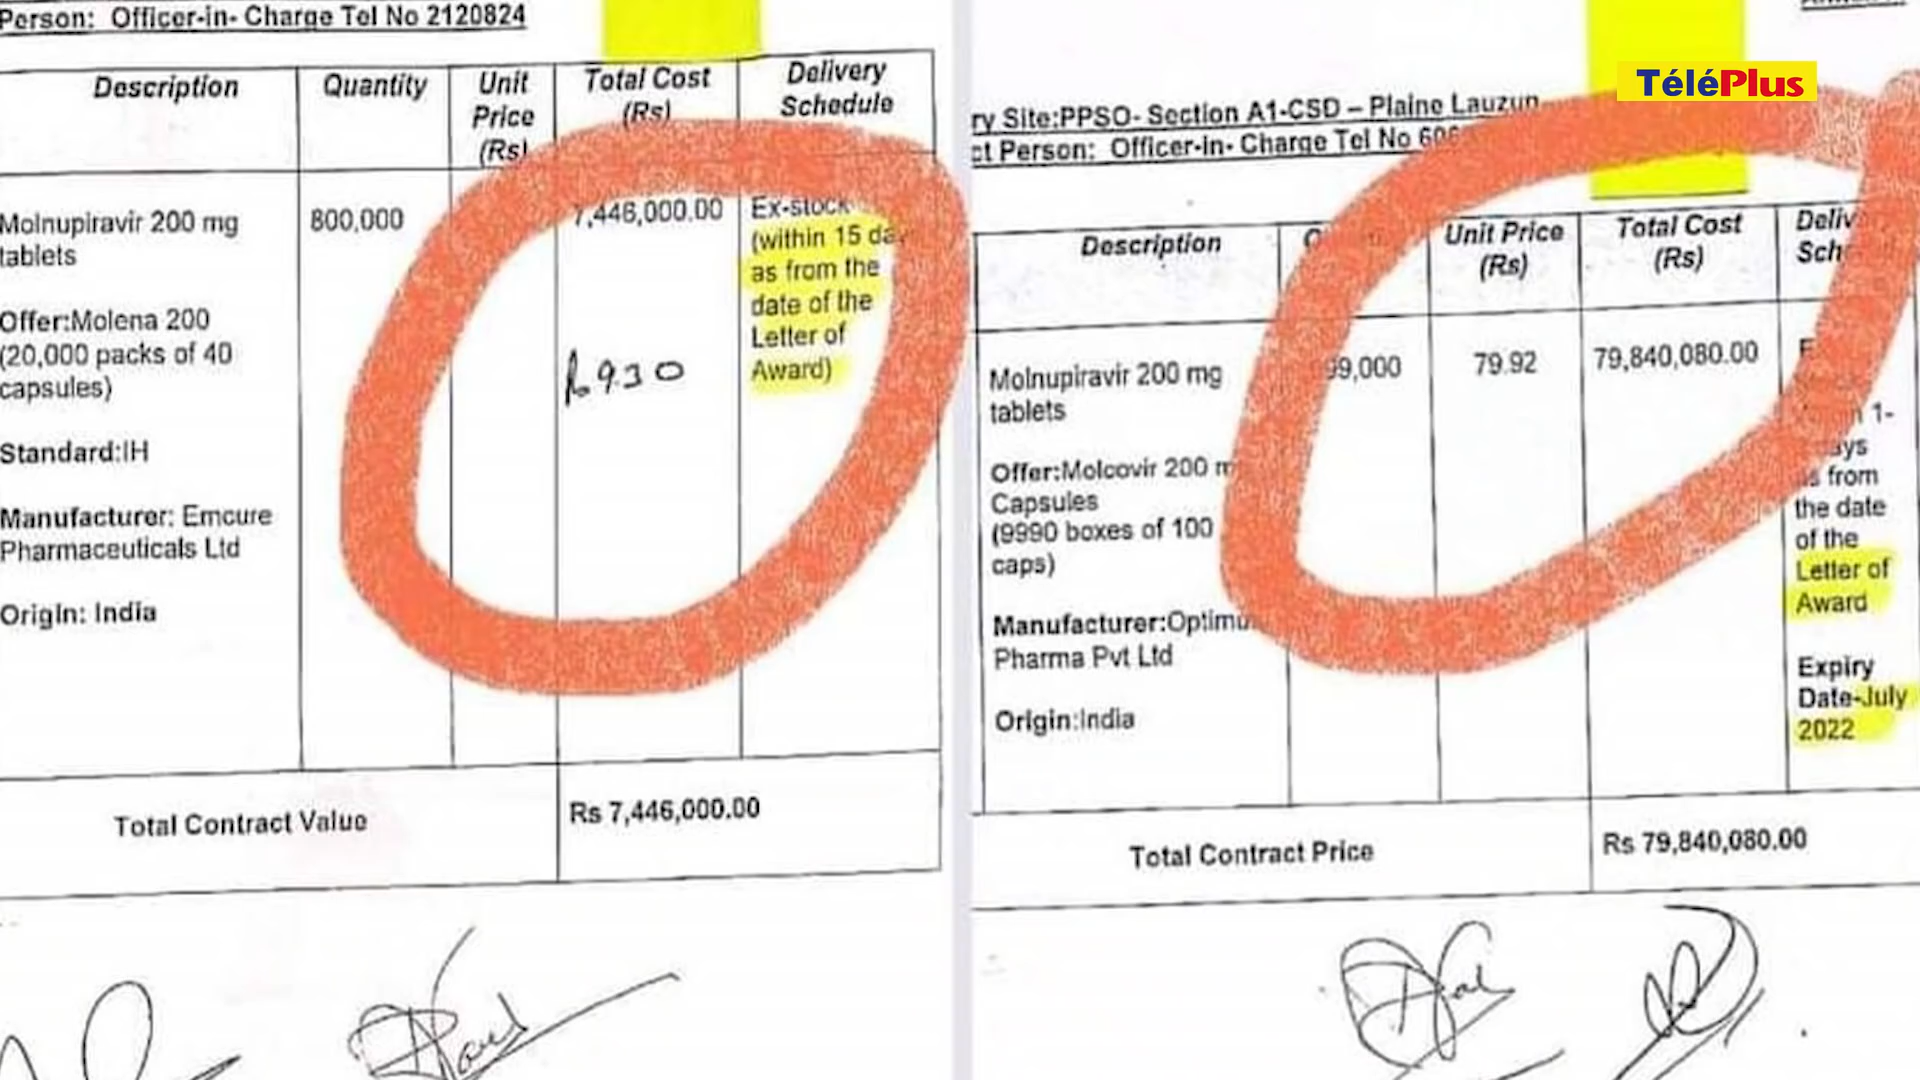 Person: Officer-in- Charge Tel No 2120824
Description Quantity Unit Price (Rs) Total Cost (Rs) Delivery Schedule
Molnupiravir 200 mg
tablets
Offer:Molena 200
(20,000 packs of 40
capsules)
Standard:IH
Manufacturer: Emcure
Pharmaceuticals Ltd
Origin: India
800,000
7,446,000.00
Rs930
Ex-stock
(within 15
as from the
date of the
Letter of
Award)
Total Contract Value Rs 7,446,000.00
TéléPlus
Site:PPSO- Section A1-CSD – Plaine Lauzun
Person: Officer-in- Charge Tel No
Description Unit Price (Rs) Total Cost (Rs)
Molnupiravir 200 mg
tablets
Offer:Molcovir 200
Capsules
(9990 boxes of 100
caps)
Manufacturer:
Pharma Pvt Ltd
Origin:India
99,000
79.92
79,840,080.00
1-
from
the date
of the
Letter of
Award
Expiry
Date-July
2022
Total Contract Price Rs 79,840,080.00